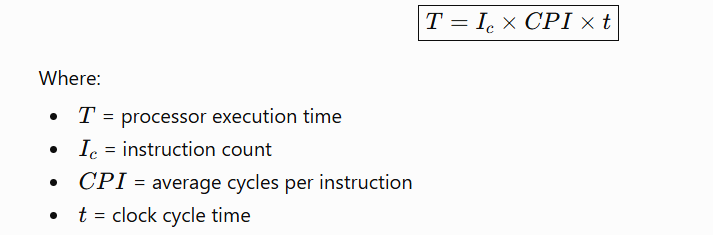 T = I_c × CPI × t
Where:
• T = processor execution time
• I_c = instruction count
• CPI = average cycles per instruction
• t = clock cycle time